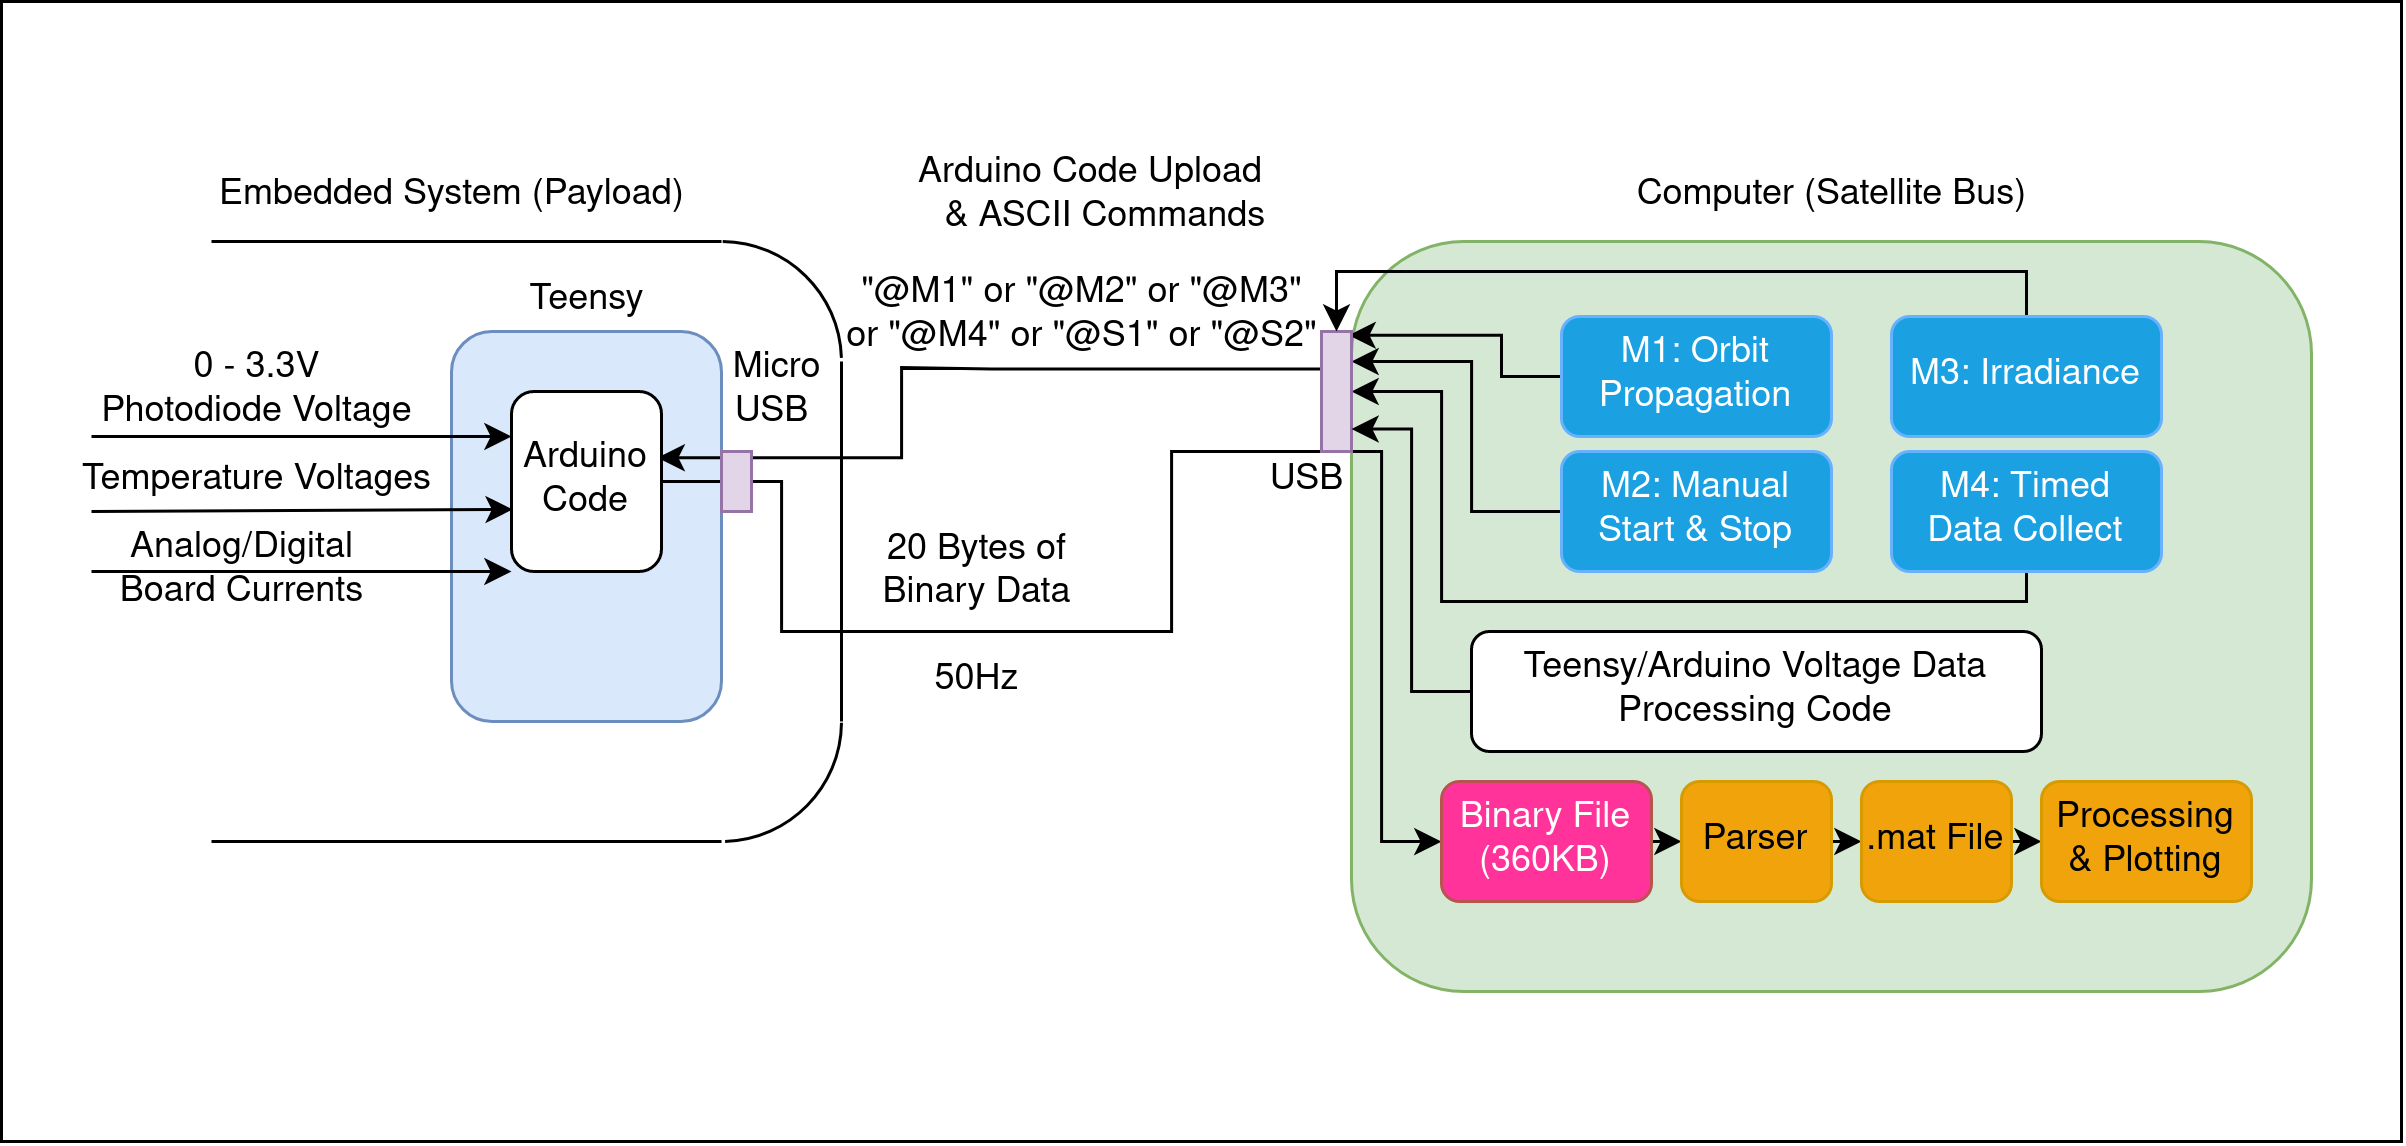 Embedded System (Payload)
Teensy
0 - 3.3V
Photodiode Voltage
Temperature Voltages
Analog/Digital
Board Currents
Arduino
Code
Micro
USB
Arduino Code Upload
& ASCII Commands
"@M1" or "@M2" or "@M3"
or "@M4" or "@S1" or "@S2"
20 Bytes of
Binary Data
50Hz
USB
Computer (Satellite Bus)
M1: Orbit
Propagation
M3: Irradiance
M2: Manual
Start & Stop
M4: Timed
Data Collect
Teensy/Arduino Voltage Data
Processing Code
Binary File
(360KB)
Parser
.mat File
Processing
& Plotting